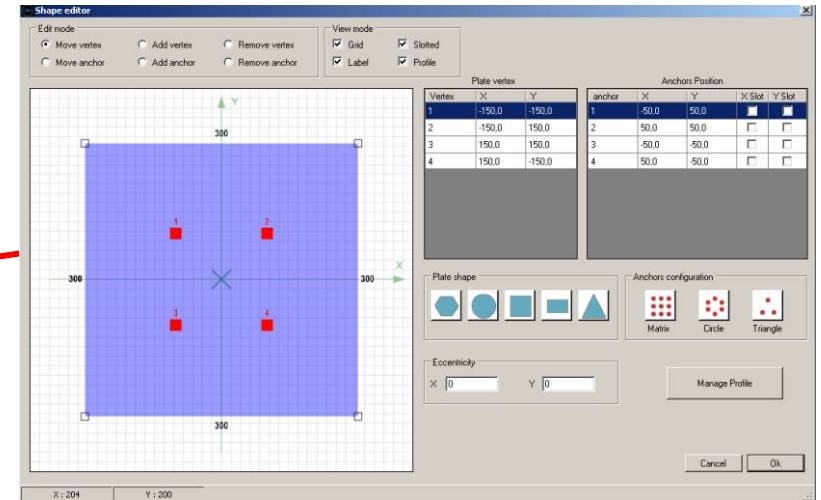 Shape editor
Edit mode
Move vertex Add vertex Remove vertex
Move anchor Add anchor Remove anchor
View mode
Grid Slotted
Label Profile
Y
300
1 2
300 300 X
3 4
300
Plate vertex
Vertex X Y
1 -150,0 -150,0
2 -150,0 150,0
3 150,0 150,0
4 150,0 -150,0
Anchors Position
anchor X Y X Slot Y Slot
1 -50,0 50,0
2 50,0 50,0
3 -50,0 -50,0
4 50,0 -50,0
Plate shape
Anchors configuration
Matrix Circle Triangle
Eccentricity
X 0 Y 0
Manage Profile
Cancel Ok
X : 204 Y : 200